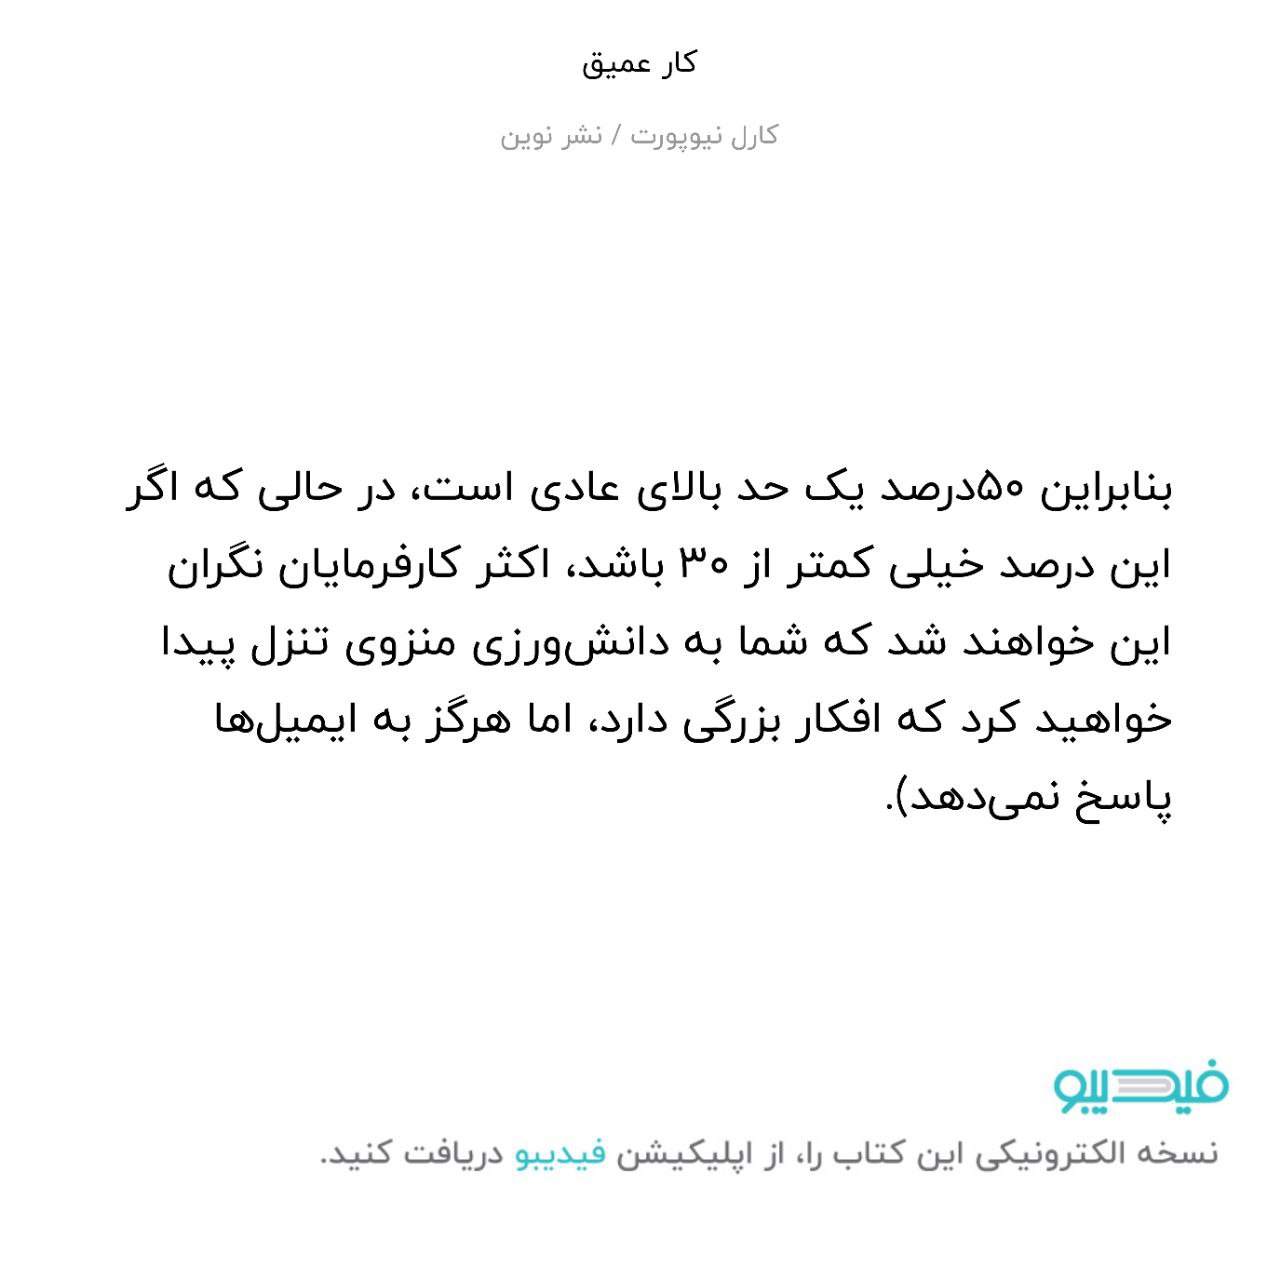 کار عمیق
کارل نیوپورت / نشر نوین
بنابراین ۵۰درصد یک حد بالای عادی است، در حالی که اگر
این درصد خیلی کمتر از ۳۰ باشد، اکثر کارفرمایان نگران
این خواهند شد که شما به دانش‌ورزی منزوی تنزل پیدا
خواهید کرد که افکار بزرگی دارد، اما هرگز به ایمیل‌ها
پاسخ نمی‌دهد).
فیدیبو
نسخه الکترونیکی این کتاب را، از اپلیکیشن فیدیبو دریافت کنید.